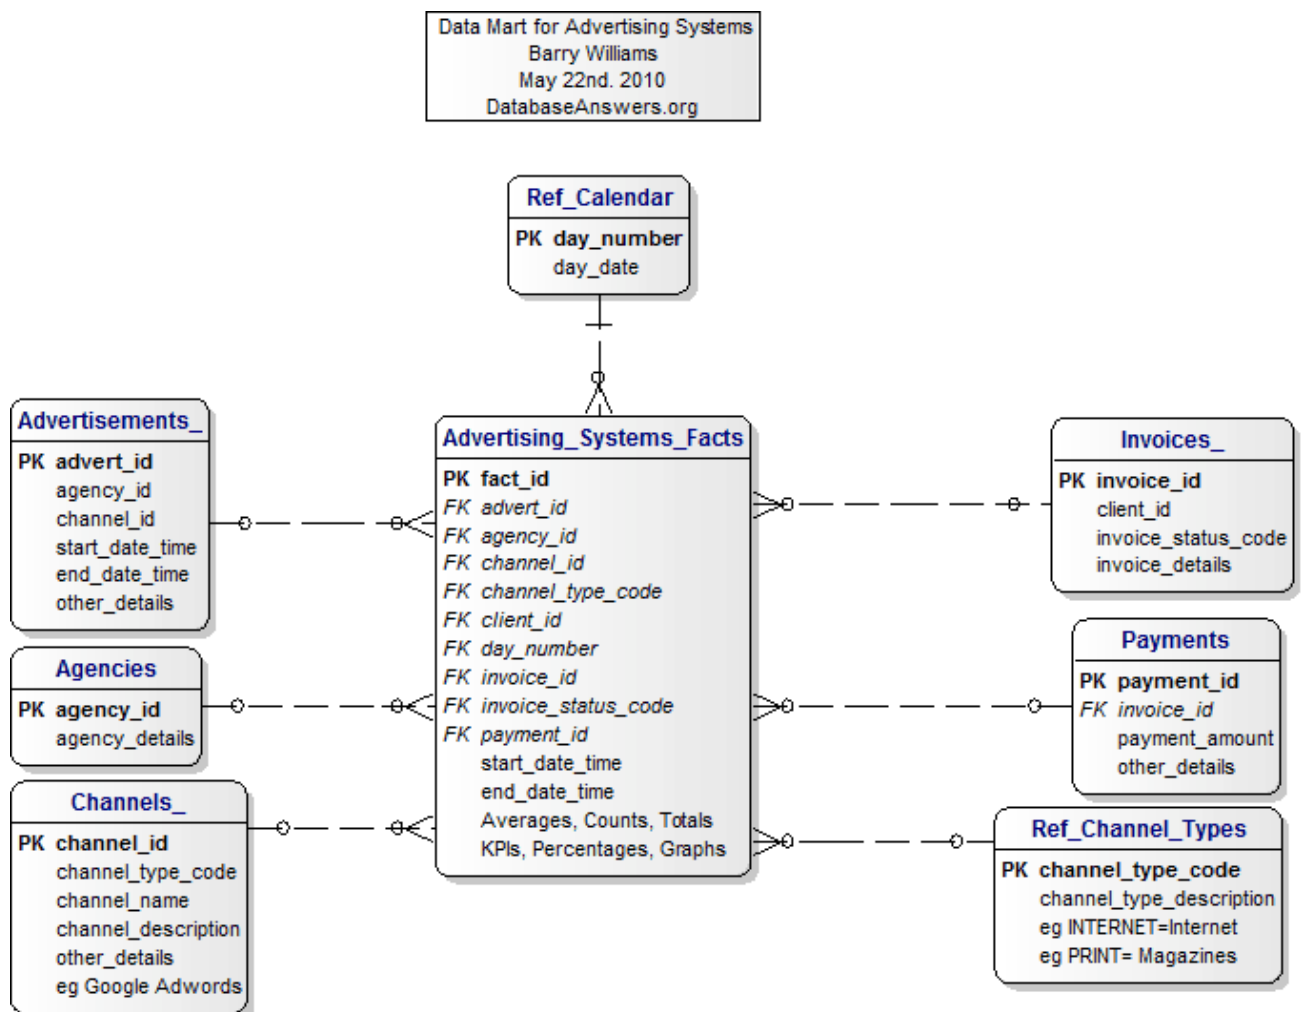 Data Mart for Advertising Systems
Barry Williams
May 22nd. 2010
DatabaseAnswers.org
Ref_Calendar
PK day_number
day_date
Advertisements_
PK advert_id
agency_id
channel_id
start_date_time
end_date_time
other_details
Agencies
PK agency_id
agency_details
Channels_
PK channel_id
channel_type_code
channel_name
channel_description
other_details
eg Google Adwords
Advertising_Systems_Facts
PK fact_id
FK advert_id
FK agency_id
FK channel_id
FK channel_type_code
FK client_id
FK day_number
FK invoice_id
FK invoice_status_code
FK payment_id
start_date_time
end_date_time
Averages, Counts, Totals
KPIs, Percentages, Graphs
Invoices_
PK invoice_id
client_id
invoice_status_code
invoice_details
Payments
PK payment_id
FK invoice_id
payment_amount
other_details
Ref_Channel_Types
PK channel_type_code
channel_type_description
eg INTERNET=Internet
eg PRINT= Magazines